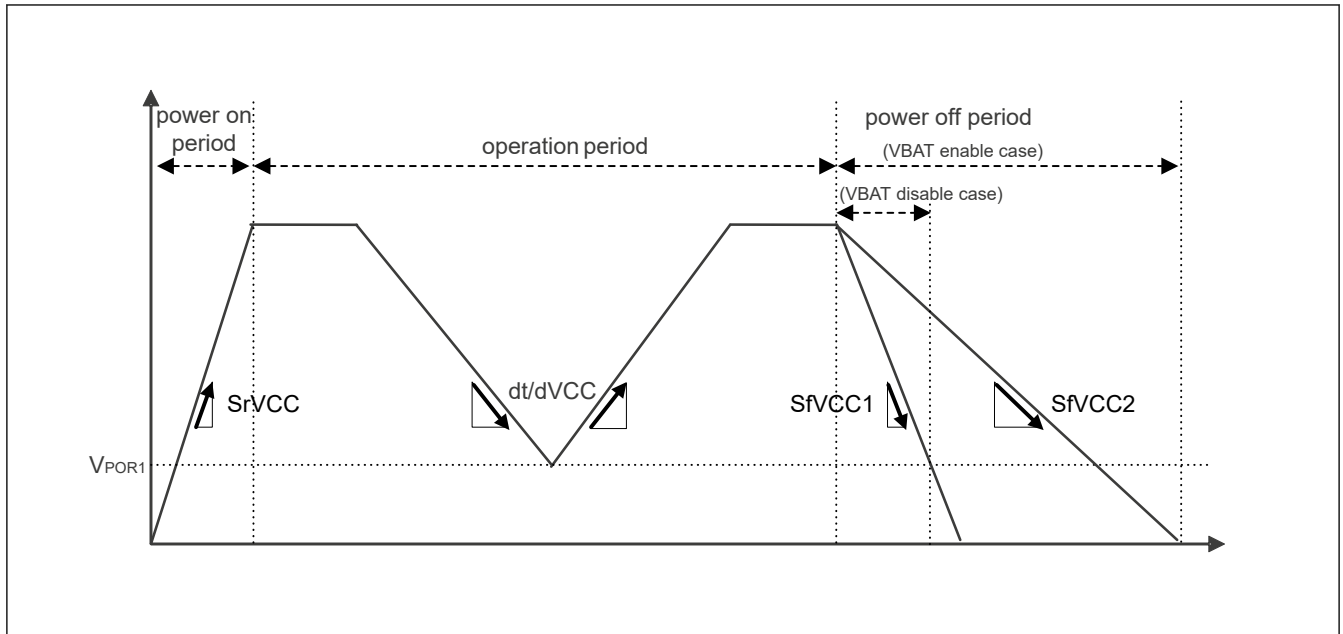 power on
period
operation period
power off period
(VBAT enable case)
(VBAT disable case)
SrVCC
dt/dVCC
SfVCC1
SfVCC2
VPOR1